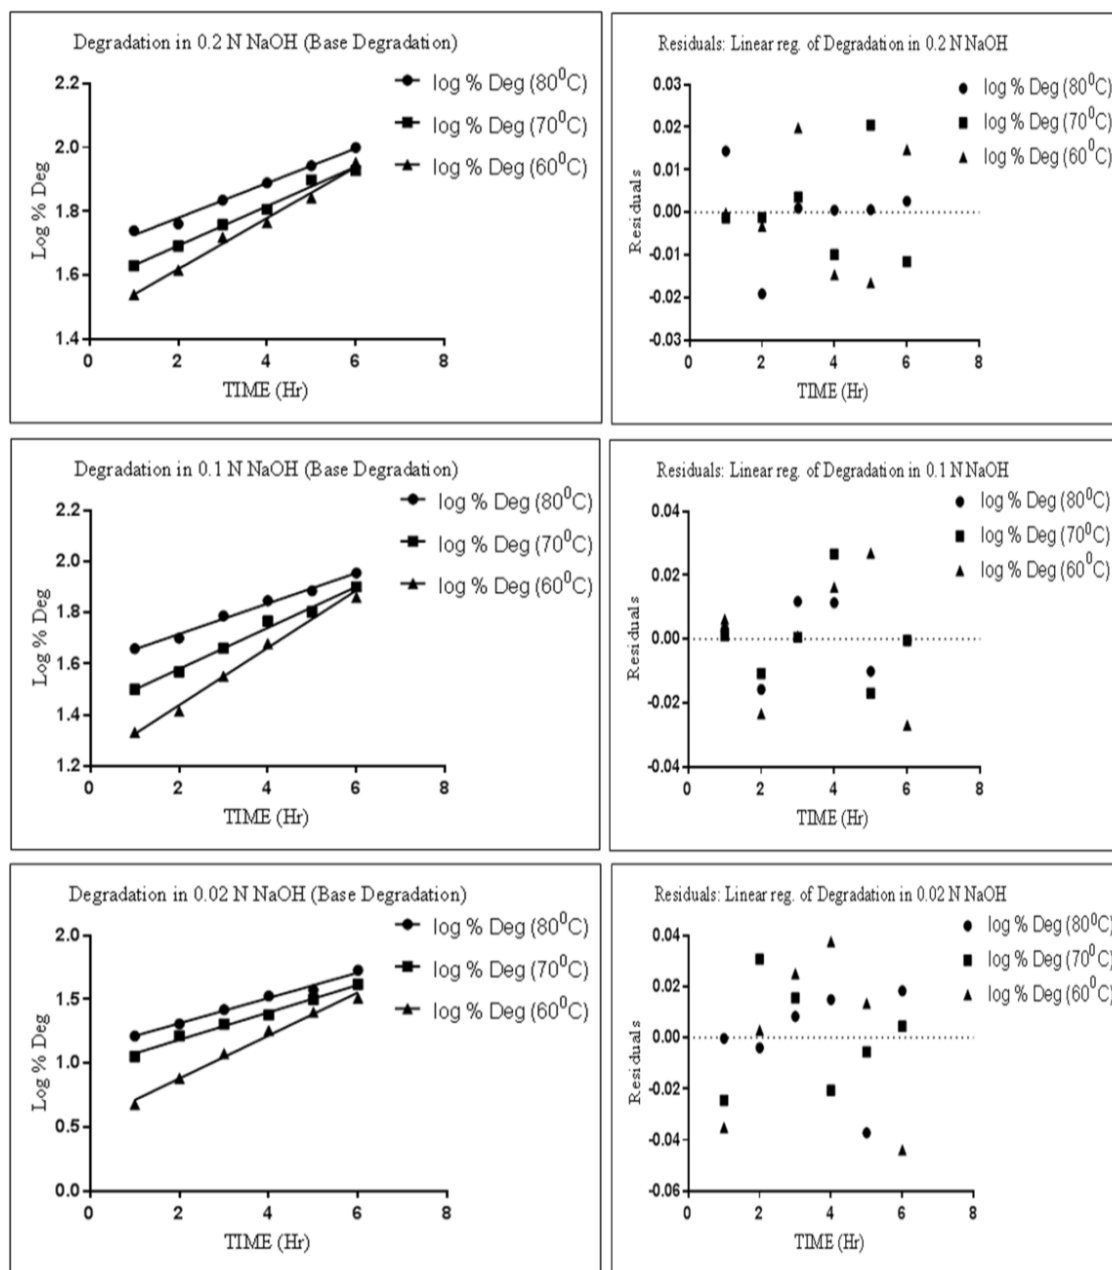 Degradation in 0.2 N NaOH (Base Degradation)
log % Deg (80⁰C)
log % Deg (70⁰C)
log % Deg (60⁰C)
Log % Deg
2.2
2.0
1.8
1.6
1.4
0 2 4 6 8
TIME (Hr)
Residuals: Linear reg. of Degradation in 0.2 N NaOH
log % Deg (80⁰C)
log % Deg (70⁰C)
log % Deg (60⁰C)
Residuals
0.03
0.02
0.01
0.00
-0.01
-0.02
-0.03
0 2 4 6 8
TIME (Hr)
Degradation in 0.1 N NaOH (Base Degradation)
log % Deg (80⁰C)
log % Deg (70⁰C)
log % Deg (60⁰C)
Log % Deg
2.2
2.0
1.8
1.6
1.4
1.2
0 2 4 6 8
TIME (Hr)
Residuals: Linear reg. of Degradation in 0.1 N NaOH
log % Deg (80⁰C)
log % Deg (70⁰C)
log % Deg (60⁰C)
Residuals
0.04
0.02
0.00
-0.02
-0.04
0 2 4 6 8
TIME (Hr)
Degradation in 0.02 N NaOH (Base Degradation)
log % Deg (80⁰C)
log % Deg (70⁰C)
log % Deg (60⁰C)
Log % Deg
2.0
1.5
1.0
0.5
0.0
0 2 4 6 8
TIME (Hr)
Residuals: Linear reg. of Degradation in 0.02 N NaOH
log % Deg (80⁰C)
log % Deg (70⁰C)
log % Deg (60⁰C)
Residuals
0.04
0.02
0.00
-0.02
-0.04
-0.06
0 2 4 6 8
TIME (Hr)